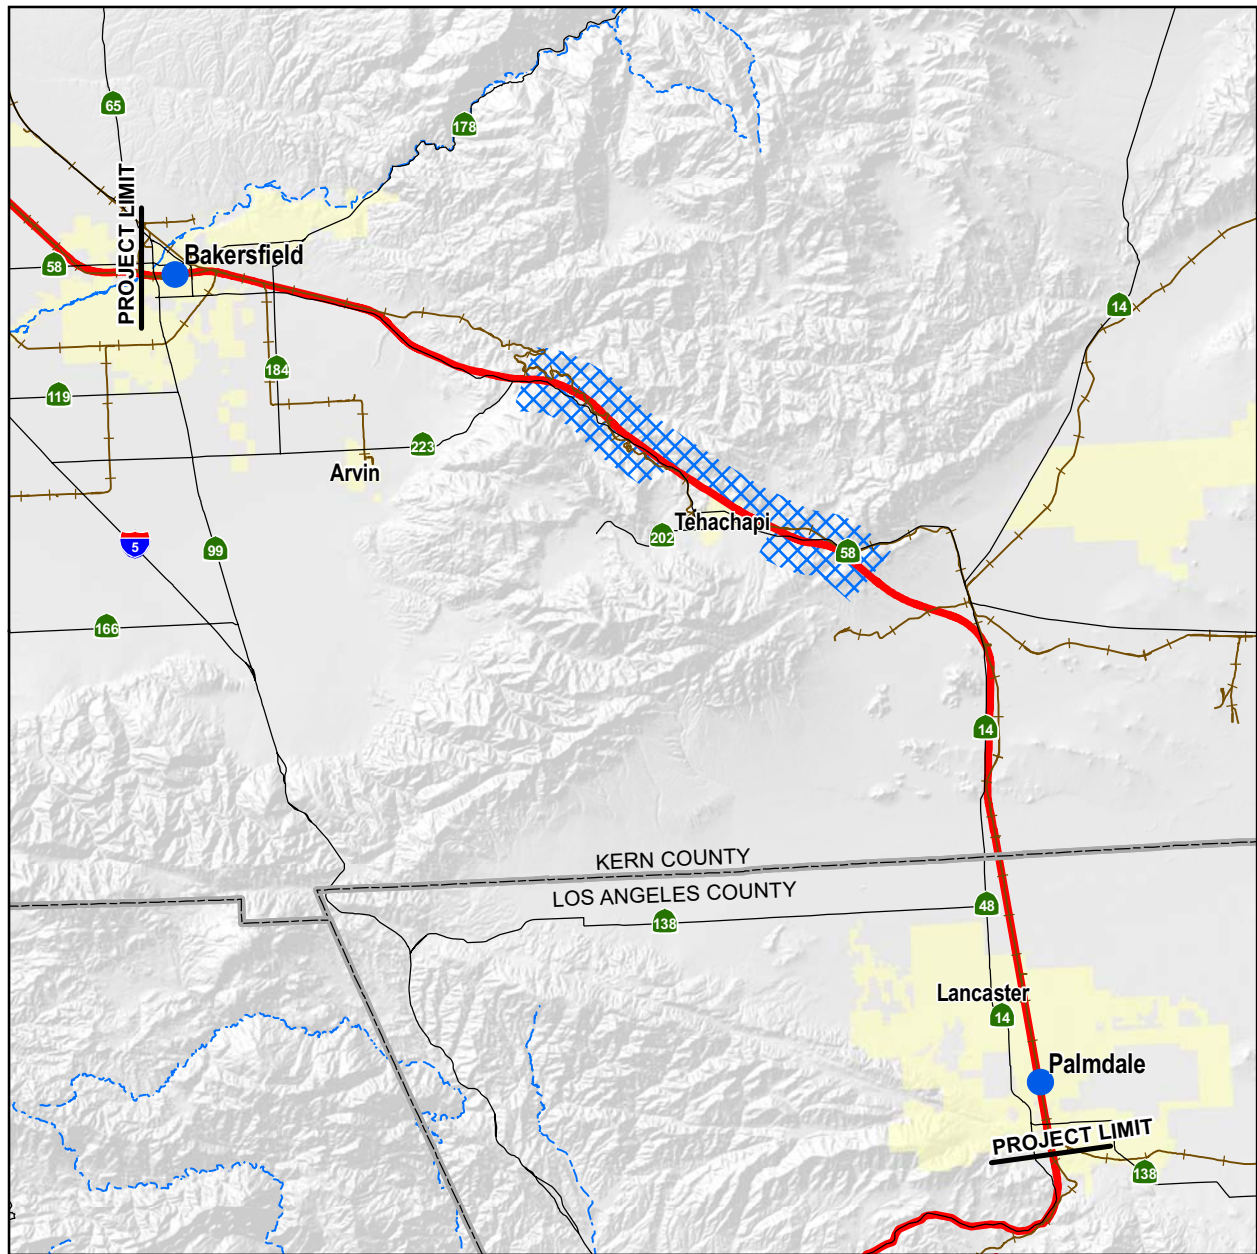 65
178
PROJECT LIMIT
Bakersfield
58
14
184
119
223
Arvin
Tehachapi
202
5
99
58
166
14
KERN COUNTY
LOS ANGELES COUNTY
138
48
Lancaster
14
Palmdale
PROJECT LIMIT
138